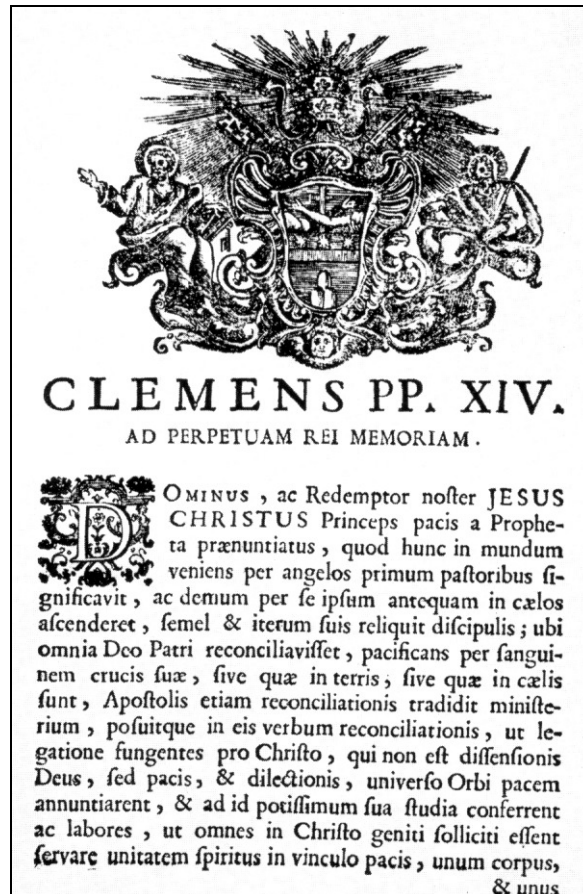 CLEMENS PP. XIV.
AD PERPETUAM REI MEMORIAM.
DOMINUS , ac Redemptor noſter JESUS
CHRISTUS Princeps pacis a Prophe-
ta prænuntiatus , quod hunc in mundum
veniens per angelos primum paſtoribus ſi-
gnificavit , ac demum per ſe ipſum antequam in cælos
aſcenderet , ſemel & iterum ſuis reliquit diſcipulis ; ubi
omnia Deo Patri reconciliaviſſet , pacificans per ſangui-
nem crucis ſuæ , ſive quæ in terris , ſive quæ in cælis
ſunt , Apoſtolis etiam reconciliationis tradidit miniſte-
rium , poſuitque in eis verbum reconciliationis , ut le-
gatione fungentes pro Chriſto , qui non eſt diſſenſionis
Deus , ſed pacis , & dilectionis , univerſo Orbi pacem
annuntiarent , & ad id potiſſimum ſua ſtudia conferrent
ac labores , ut omnes in Chriſto geniti ſolliciti eſſent
ſervare unitatem ſpiritus in vinculo pacis , unum corpus,
& unus